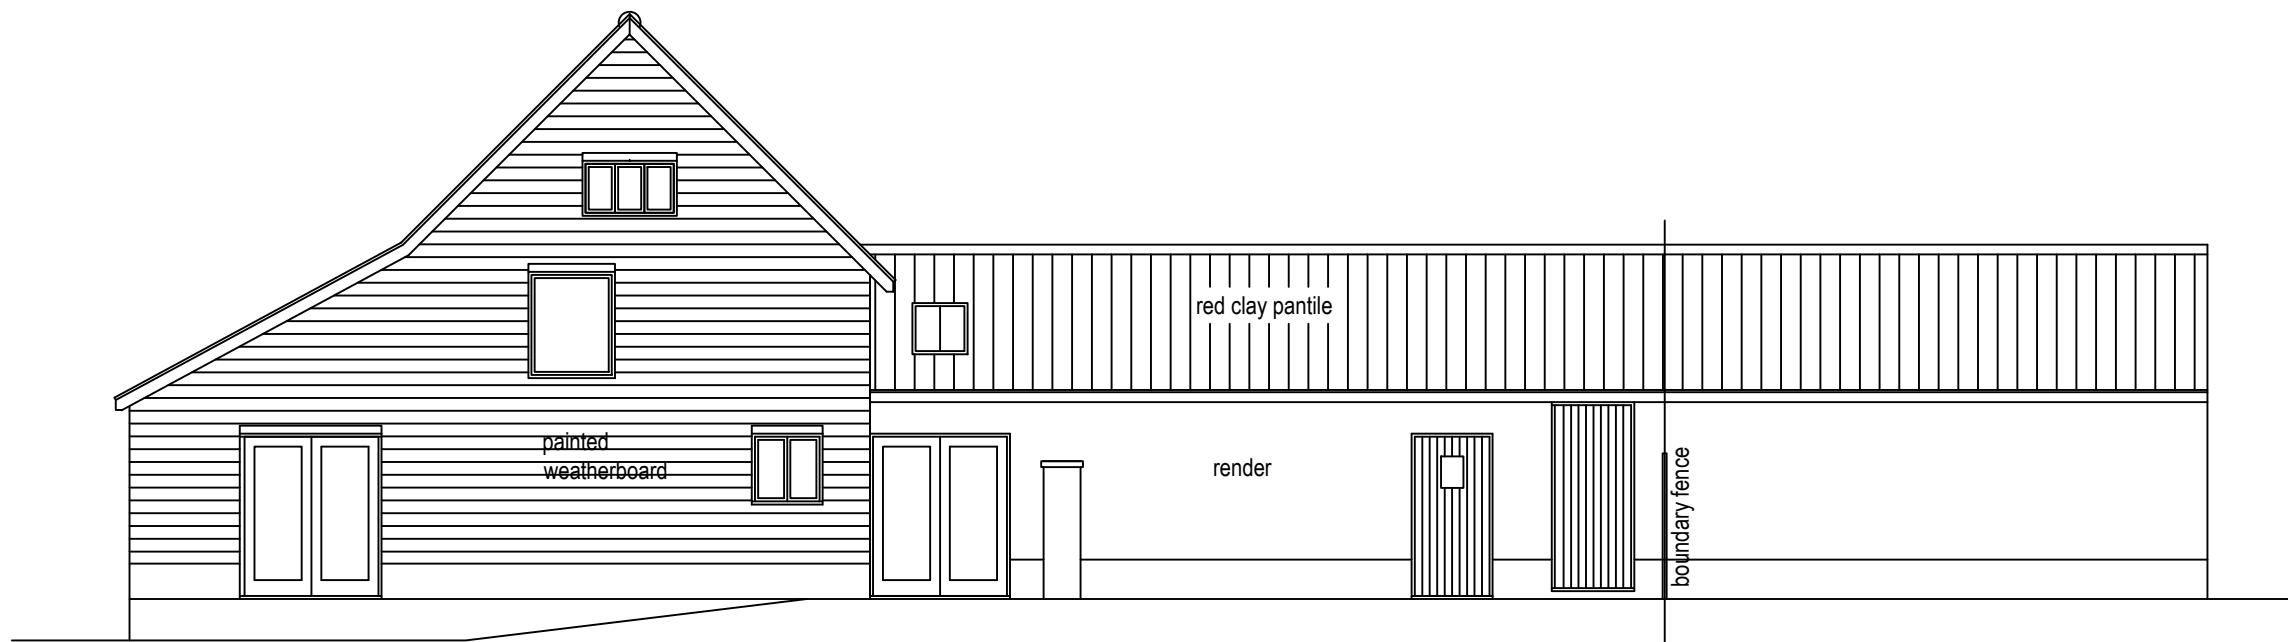 red clay pantile
painted
weatherboard
render
boundary fence